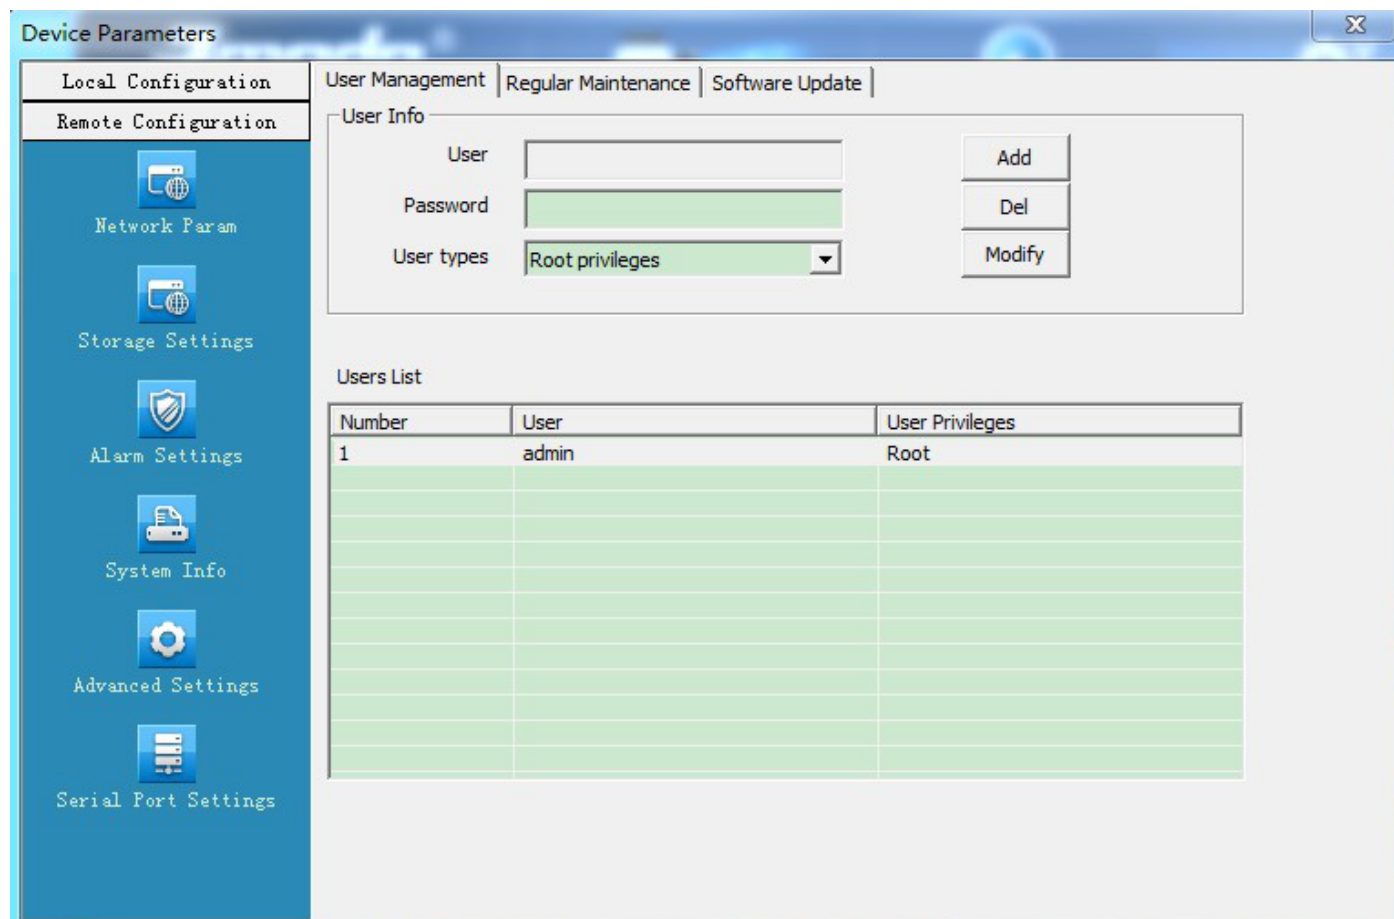 Device Parameters
Local Configuration
Remote Configuration
Network Param
Storage Settings
Alarm Settings
System Info
Advanced Settings
Serial Port Settings
User Management Regular Maintenance Software Update
User Info
User Add
Password Del
User types Root privileges Modify
Users List
Number User User Privileges
1 admin Root